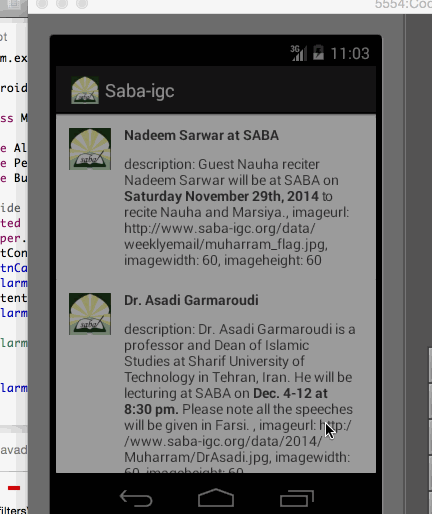 5554:Coo
pt
3G 11:03
m.ex
Saba-igc
roid
ss M
Nadeem Sarwar at SABA
e Al
description: Guest Nauha reciter
e Pe
Nadeem Sarwar will be at SABA on
e Bu
Saturday November 29th, 2014 to
ide
recite Nauha and Marsiya., imageurl:
ted
http://www.saba-igc.org/data/
per.
weeklyemail/muharram_flag.jpg,
tCon
imagewidth: 60, imageheight: 60
tnCa
larm
tent
Dr. Asadi Garmaroudi
larm
description: Dr. Asadi Garmaroudi is a
larm
professor and Dean of Islamic
Studies at Sharif University of
Technology in Tehran, Iran. He will be
larm
lecturing at SABA on Dec. 4-12 at
8:30 pm. Please note all the speeches
will be given in Farsi. , imageurl: http:/
/www.saba-igc.org/data/2014/
avad
Muharram/DrAsadi.jpg, imagewidth:
60, imageheight: 60
filters